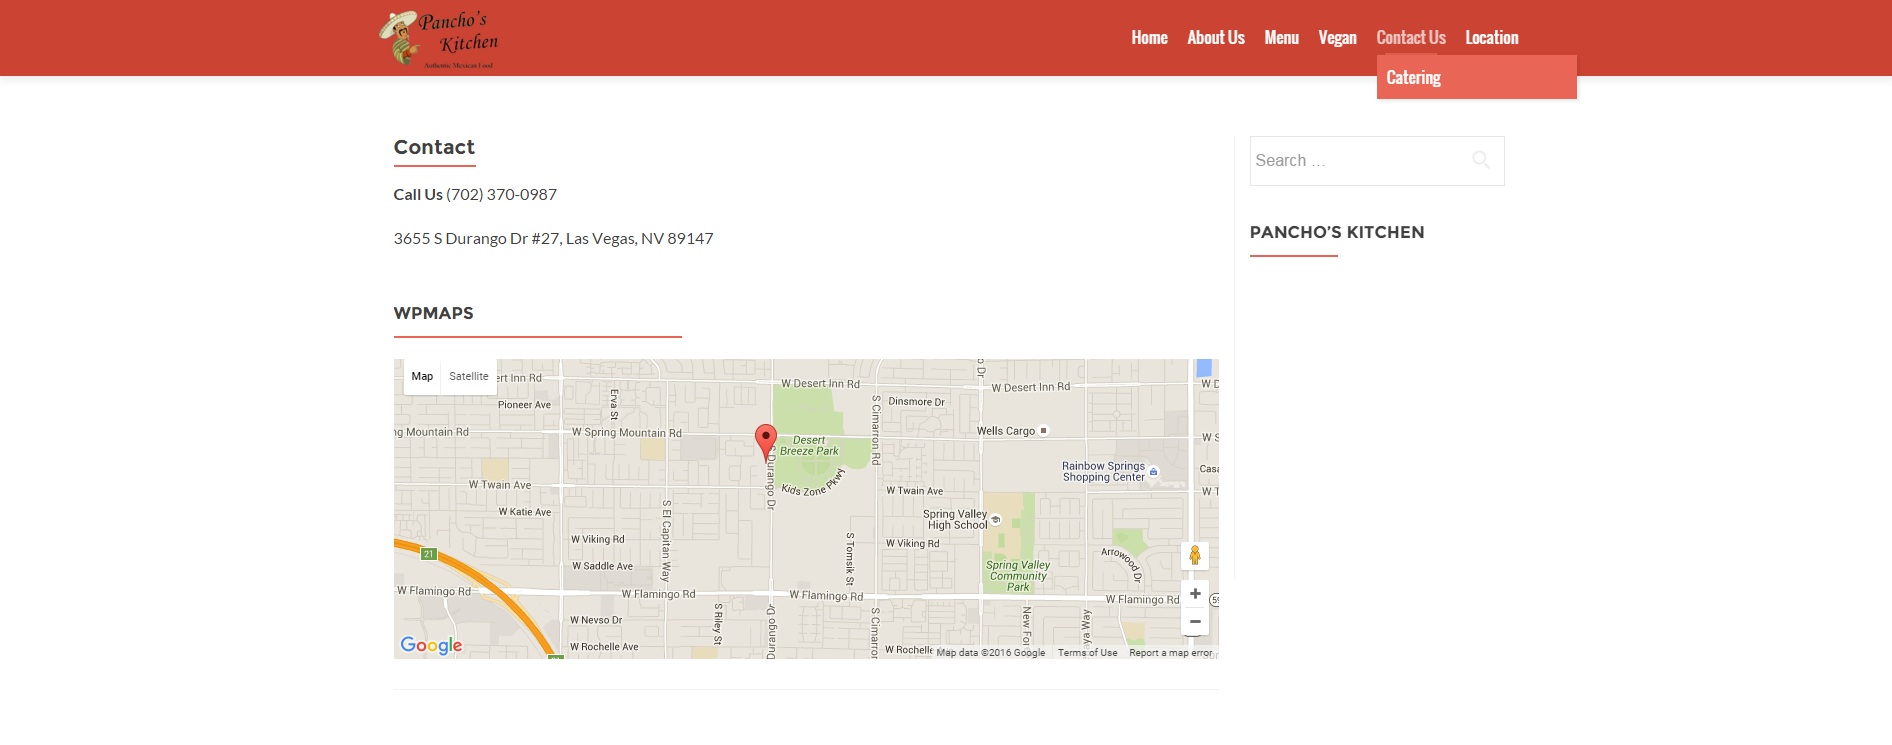 Pancho's
Kitchen
Authentic Mexican Food
Home About Us Menu Vegan Contact Us Location
Catering
Contact
Call Us (702) 370-0987
3655 S Durango Dr #27, Las Vegas, NV 89147
Search ...
PANCHO'S KITCHEN
WPMAPS
Map Satellite
ert Inn Rd
W Desert Inn Rd
W Desert Inn Rd
W D
Pioneer Ave
Erva St
S Cimarron Rd
Dinsmore Dr
Dr
ng Mountain Rd
W Spring Mountain Rd
Desert
Breeze Park
Wells Cargo
W S
S Durango Dr
Kids Zone Pkwy
Rainbow Springs
Shopping Center
Casa
W Twain Ave
W Twain Ave
W T
W Katie Ave
S El Capitan Way
Spring Valley
High School
W Viking Rd
S Tomsik St
W Viking Rd
21
W Saddle Ave
Spring Valley
Community
Park
Arrowood Dr
W Flamingo Rd
W Flamingo Rd
W Flamingo Rd
W Flamingo Rd
S Riley St
Durango Dr
S Cimarron
New For
W Nevso Dr
W Rochelle Ave
W Rochelle
Google
Map data ©2016 Google Terms of Use Report a map error
+
−